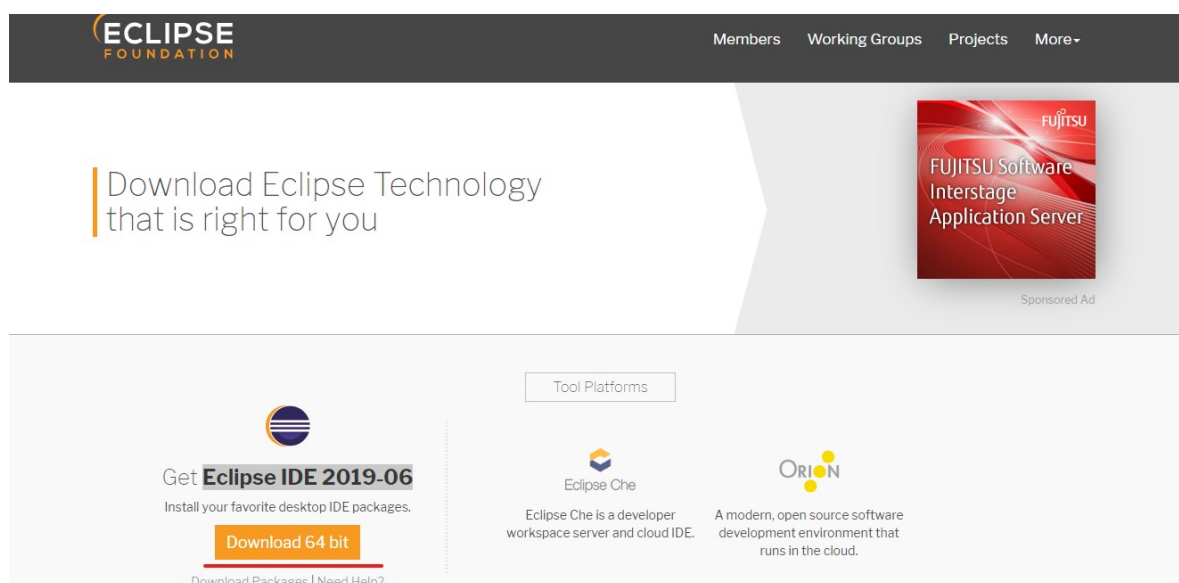 ECLIPSE
FOUNDATION
Members Working Groups Projects More
Download Eclipse Technology
that is right for you
FUJITSU
FUJITSU Software
Interstage
Application Server
Sponsored Ad
Tool Platforms
Get Eclipse IDE 2019-06
Install your favorite desktop IDE packages.
Download 64 bit
Download Packages | Need Help?
Eclipse Che
Eclipse Che is a developer
workspace server and cloud IDE.
ORION
A modern, open source software
development environment that
runs in the cloud.